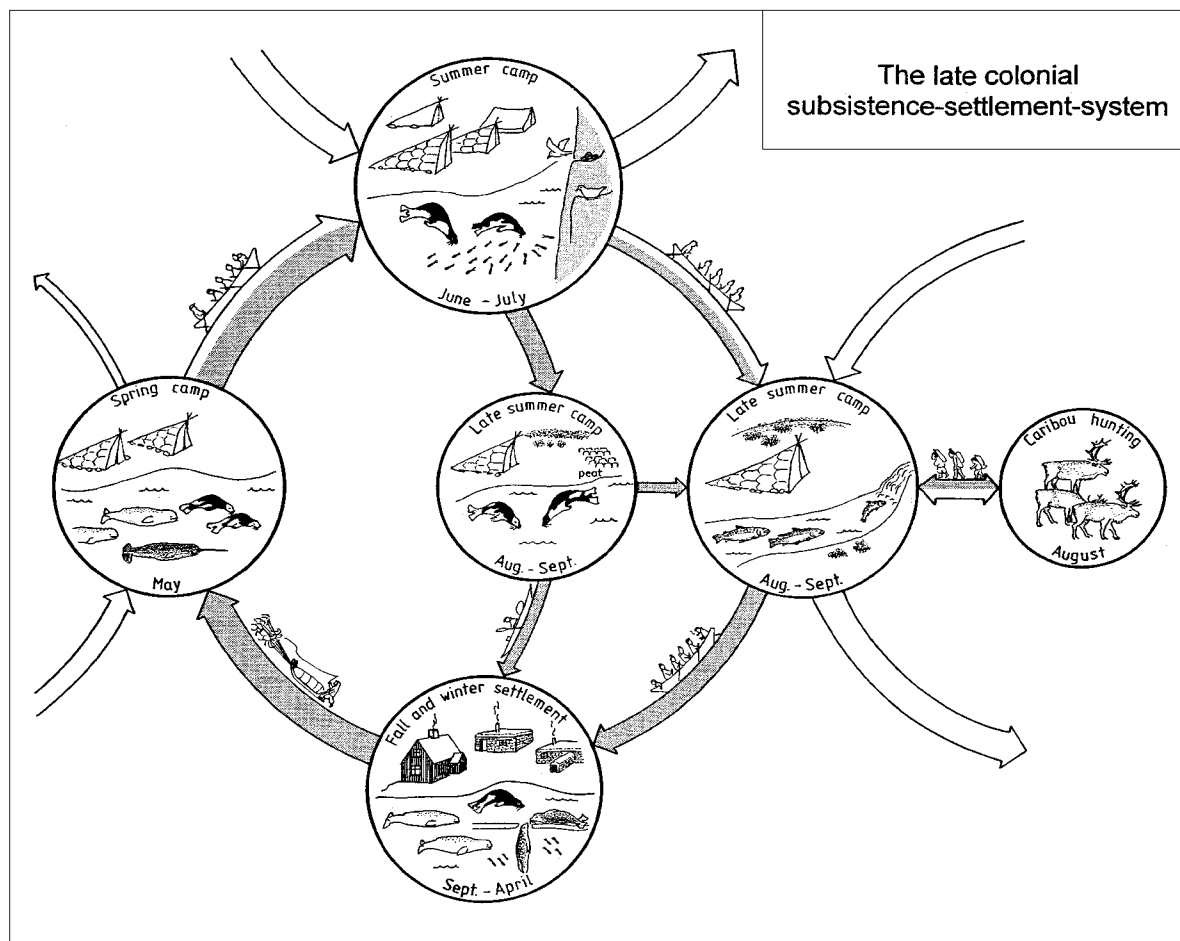 The late colonial
subsistence-settlement-system
Summer camp
June - July
Spring camp
May
Late summer camp
peat
Aug. - Sept.
Late summer camp
Aug. - Sept.
Caribou hunting
August
Fall and winter settlement
Sept. - April